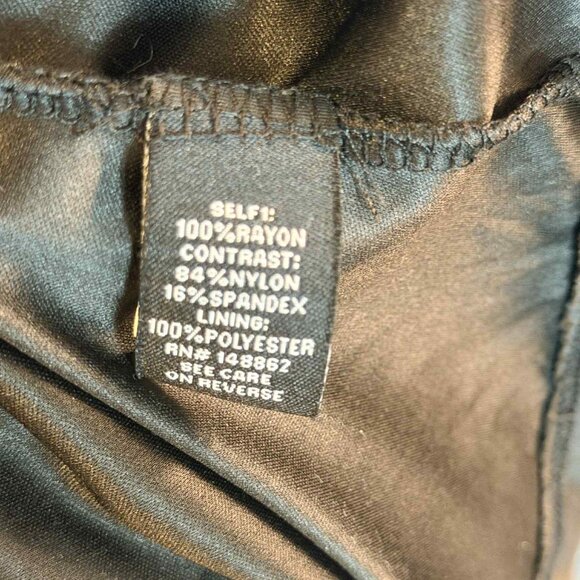 SELF1:
100%RAYON
CONTRAST:
84%NYLON
16%SPANDEX
LINING:
100%POLYESTER
RN# 148862
SEE CARE
ON REVERSE